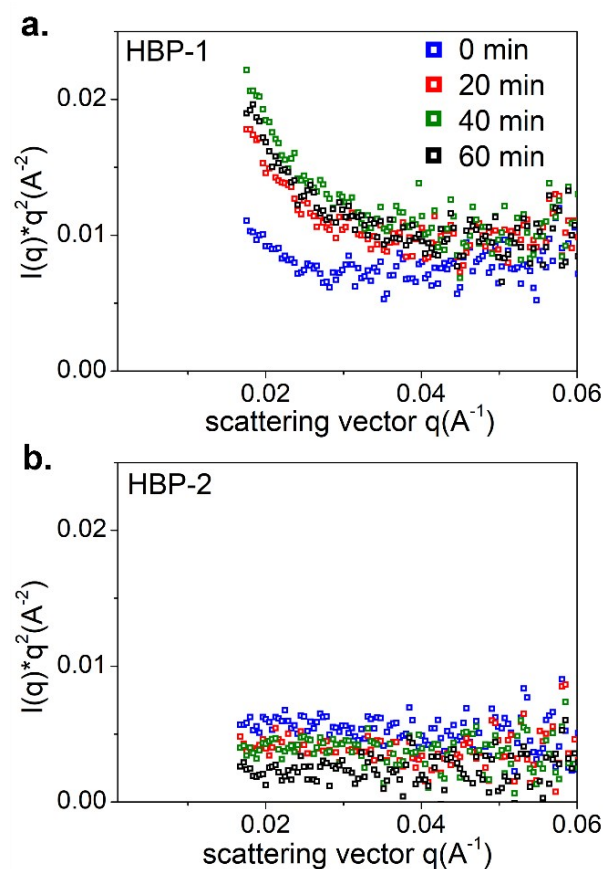 a.
HBP-1
0 min
20 min
40 min
60 min
I(q)*q²(A⁻²)
0.02
0.01
0.00
0.02
0.04
0.06
scattering vector q(A⁻¹)
b.
HBP-2
I(q)*q²(A⁻²)
0.02
0.01
0.00
0.02
0.04
0.06
scattering vector q(A⁻¹)